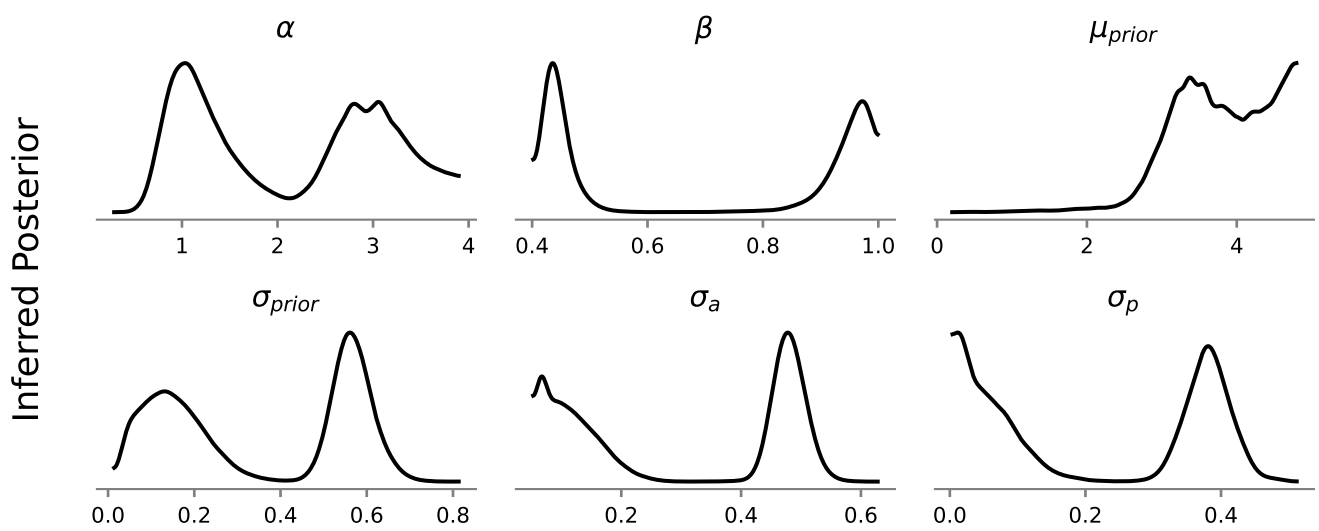 Inferred Posterior
α
β
μprior
1 2 3 4
0.4 0.6 0.8 1.0
0 2 4
σprior
σa
σp
0.0 0.2 0.4 0.6 0.8
0.2 0.4 0.6
0.0 0.2 0.4